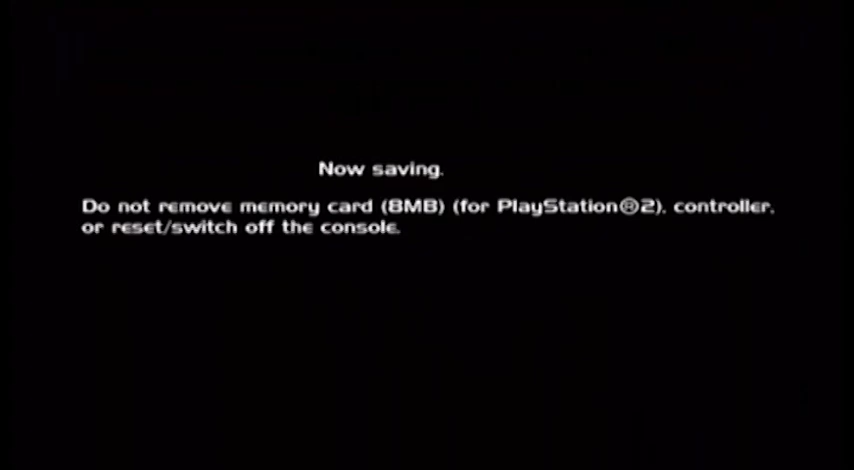 Now saving.
Do not remove memory card (8MB) (for PlayStation®2), controller,
or reset/switch off the console.